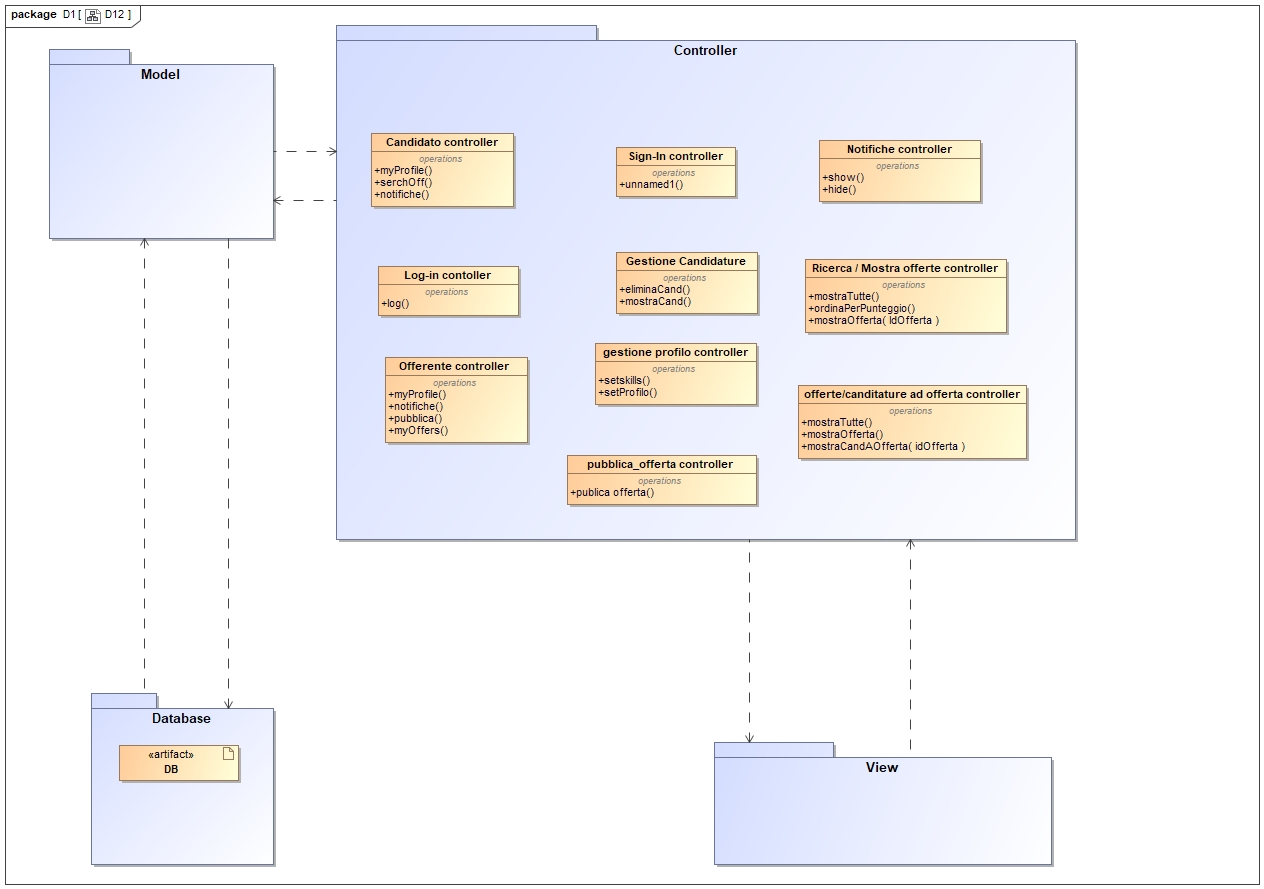 package D1 [ D12 ]
Model
Controller
Candidato controller
operations
+myProfile()
+serchOff()
+notifiche()
Sign-In controller
operations
+unnamed1()
Notifiche controller
operations
+show()
+hide()
Log-in contoller
operations
+log()
Gestione Candidature
operations
+eliminaCand()
+mostraCand()
Ricerca / Mostra offerte controller
operations
+mostraTutte()
+ordinaPerPunteggio()
+mostraOfferta( IdOfferta )
Offerente controller
operations
+myProfile()
+notifiche()
+pubblica()
+myOffers()
gestione profilo controller
operations
+setskills()
+setProfilo()
offerte/canditature ad offerta controller
operations
+mostraTutte()
+mostraOfferta()
+mostraCandAOfferta( idOfferta )
pubblica_offerta controller
operations
+publica offerta()
Database
«artifact»
DB
View